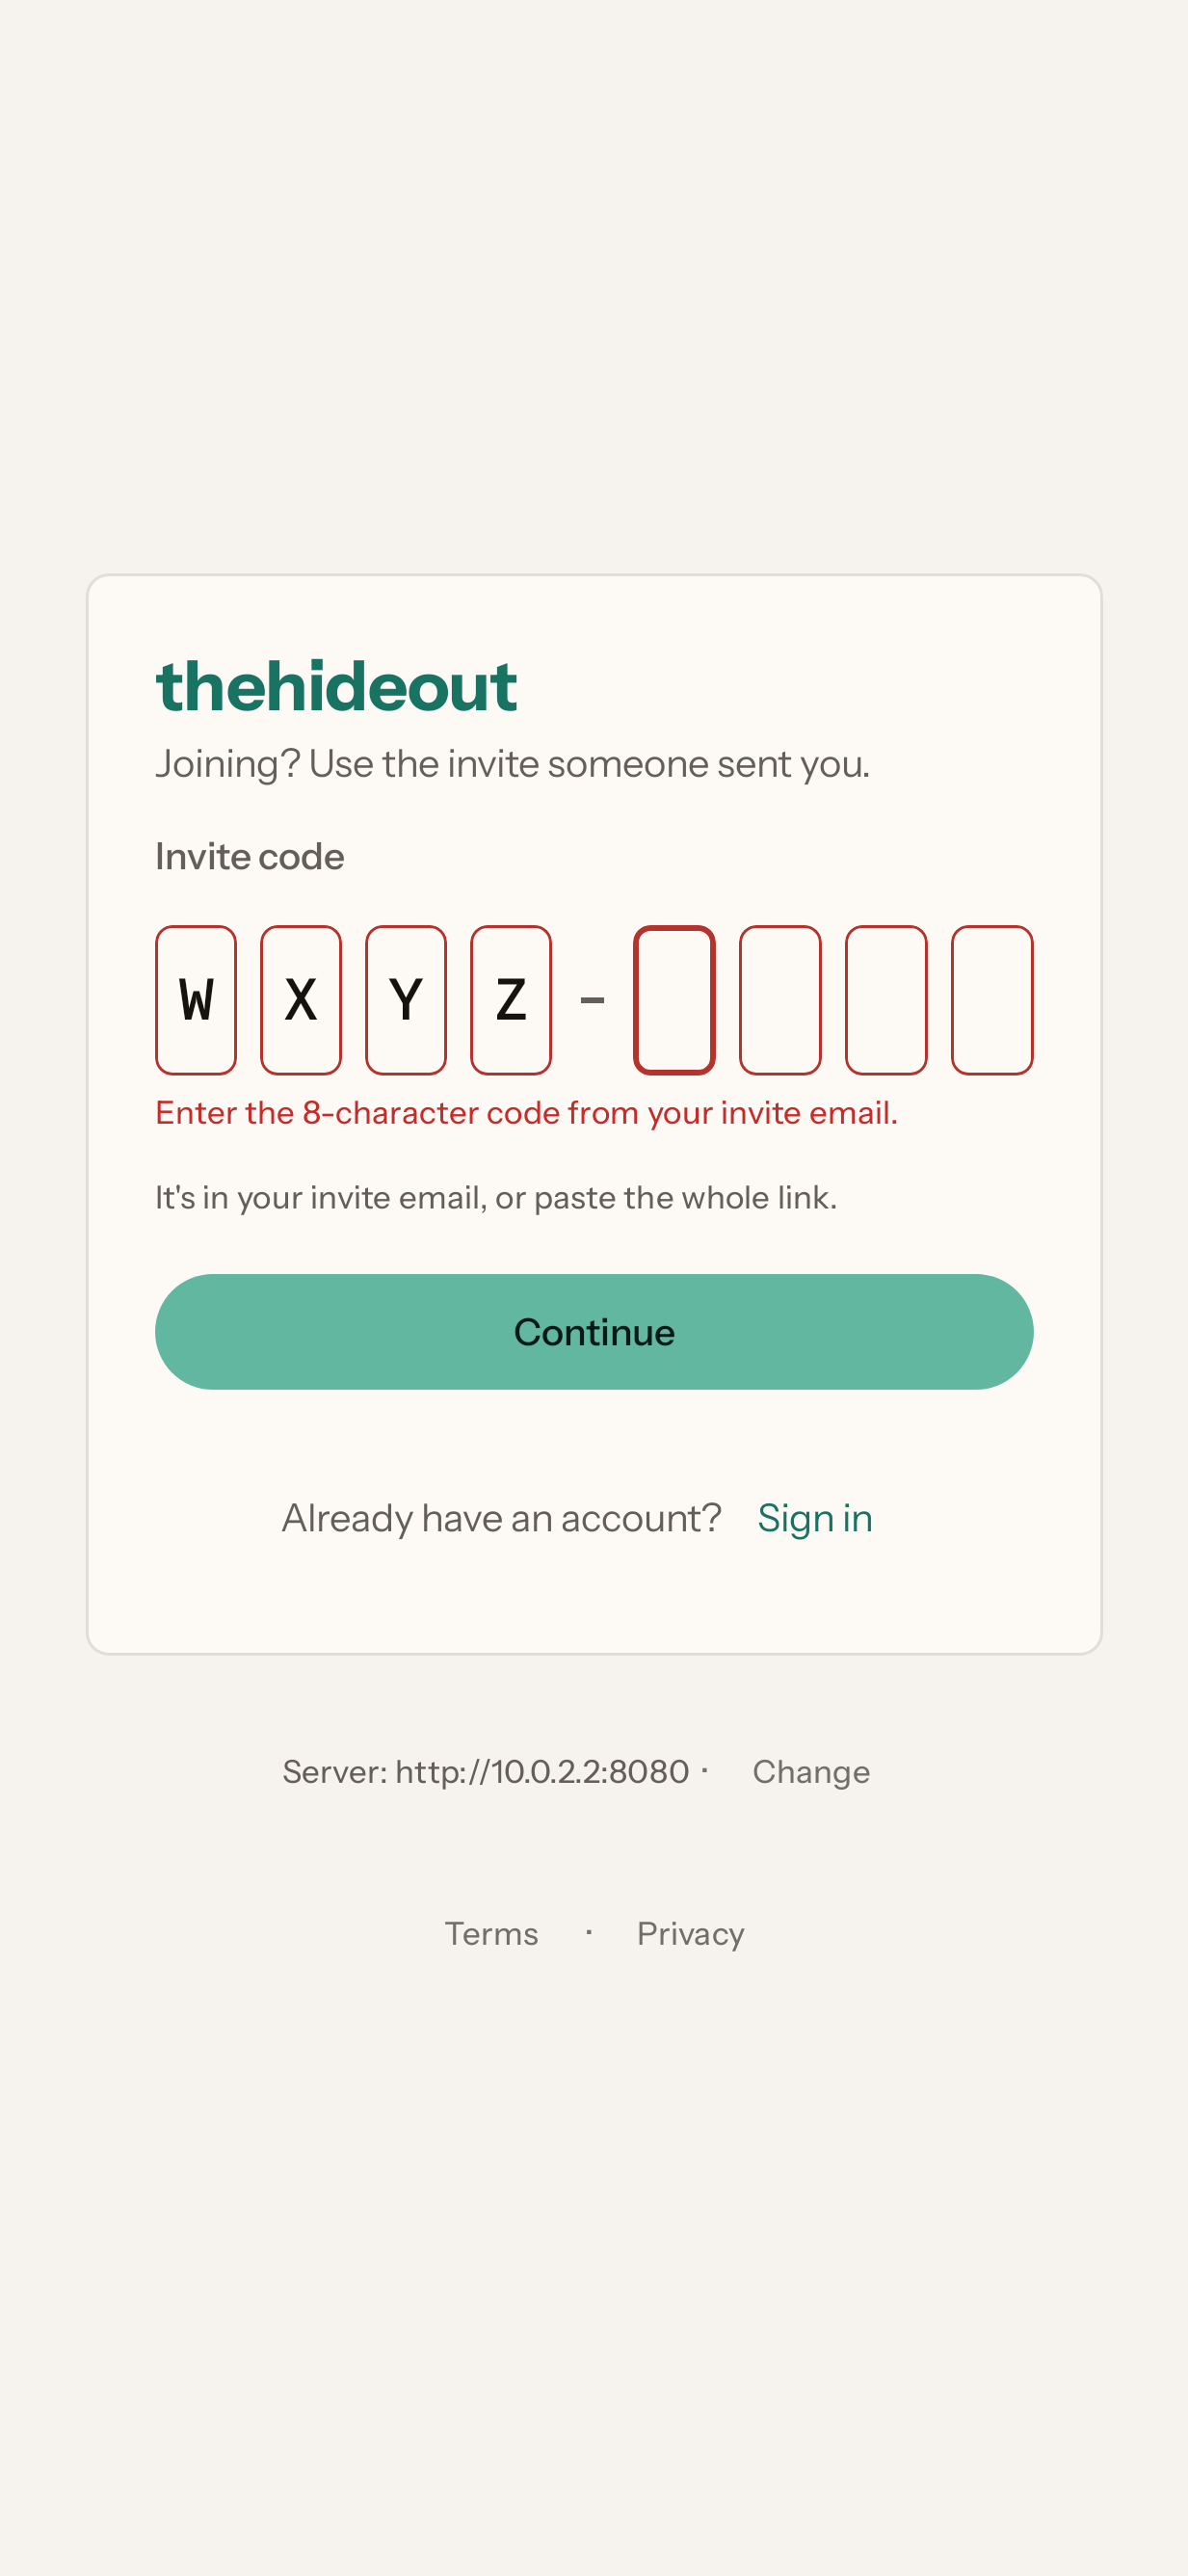 thehideout
Joining? Use the invite someone sent you.
Invite code
W X Y Z -
Enter the 8-character code from your invite email.
It's in your invite email, or paste the whole link.
Continue
Already have an account? Sign in
Server: http://10.0.2.2:8080 · Change
Terms · Privacy